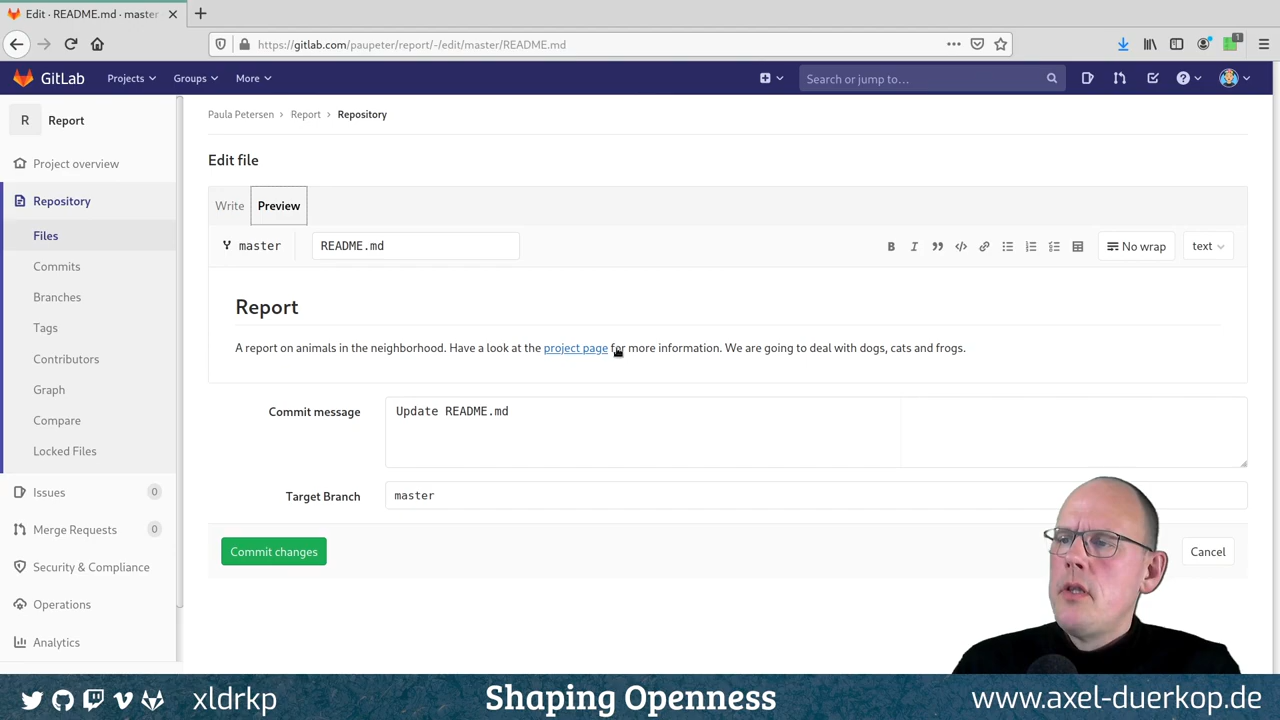 Edit · README.md · master
https://gitlab.com/paupeter/report/-/edit/master/README.md
1
GitLab
Projects
Groups
More
Search or jump to…
R
Report
Paula Petersen
Report
Repository
Project overview
Repository
Files
Commits
Branches
Tags
Contributors
Graph
Compare
Locked Files
Issues
0
Merge Requests
0
Security & Compliance
Operations
Analytics
Edit file
Write
Preview
master
README.md
B
I
No wrap
text
Report
A report on animals in the neighborhood. Have a look at the project page for more information. We are going to deal with dogs, cats and frogs.
Commit message
Update README.md
Target Branch
master
Commit changes
Cancel
xldrkp
Shaping Openness
www.axel-duerkop.de